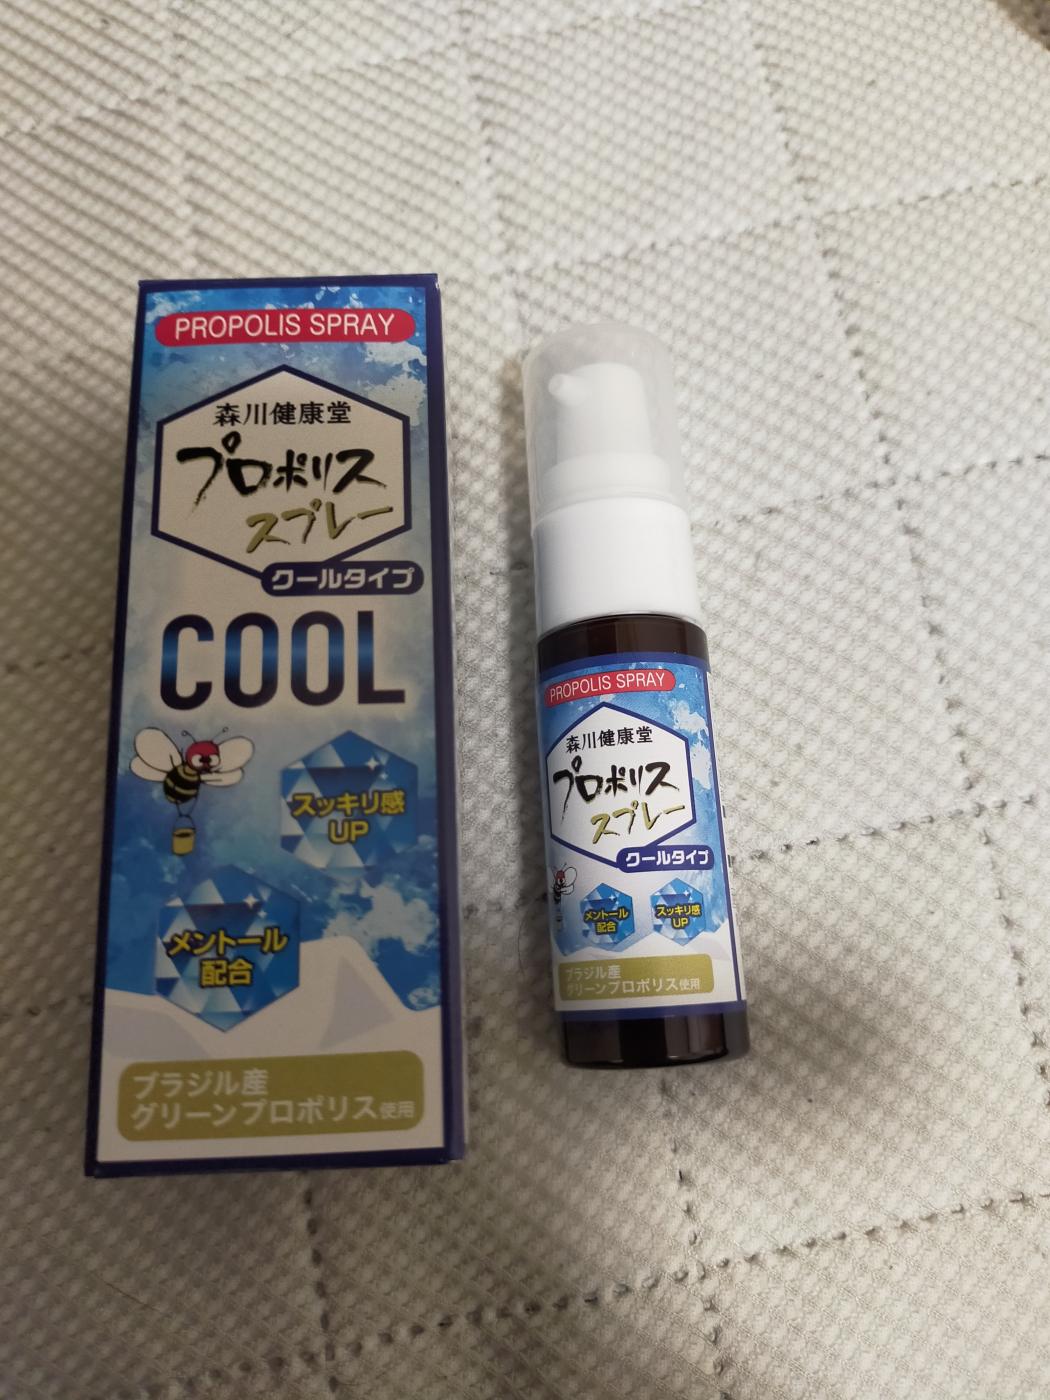 PROPOLIS SPRAY
森川健康堂
プロポリス
スプレー
クールタイプ
COOL
スッキリ感
UP
メントール
配合
ブラジル産
グリーンプロポリス使用
PROPOLIS SPRAY
森川健康堂
プロポリス
スプレー
クールタイプ
メントール
配合
スッキリ感
UP
ブラジル産
グリーンプロポリス使用